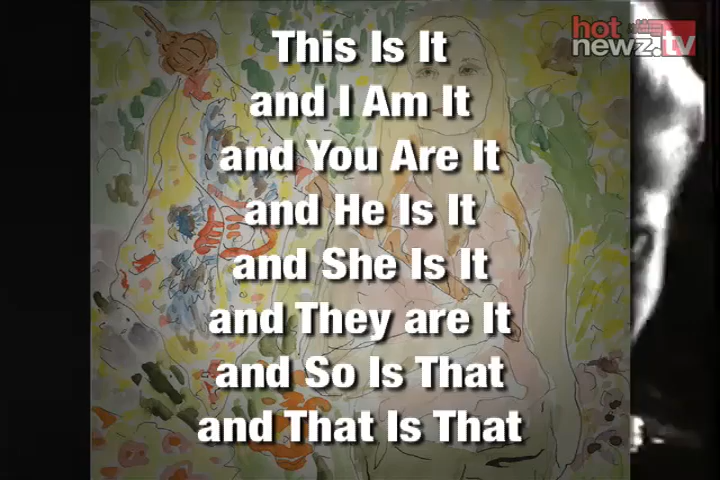 hot
newz.tv
This Is It
and I Am It
and You Are It
and He Is It
and She Is It
and They are It
and So Is That
and That Is That